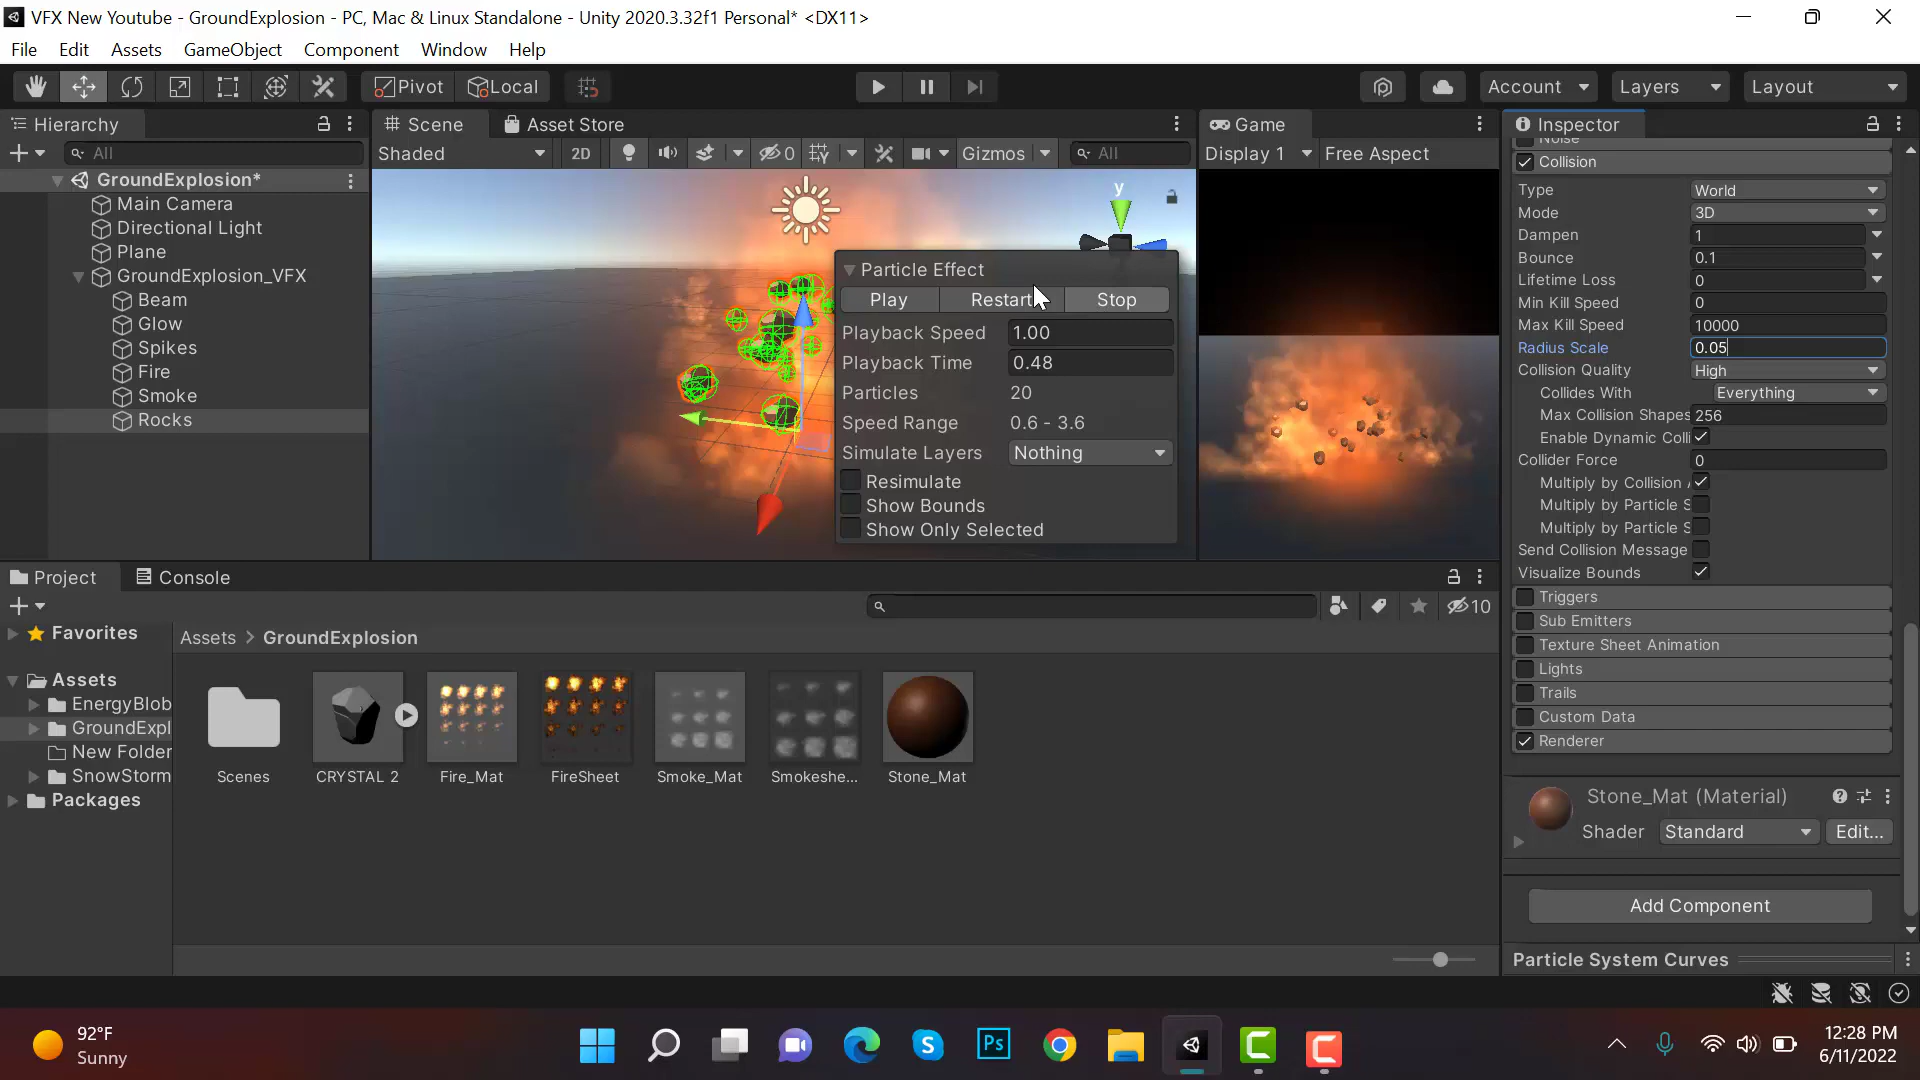 VFX New Youtube - GroundExplosion - PC, Mac & Linux Standalone - Unity 2020.3.32f1 Personal* <DX11>
File Edit Assets GameObject Component Window Help
Pivot Local Account Layers Layout
Hierarchy
All
GroundExplosion*
Main Camera
Directional Light
Plane
GroundExplosion_VFX
Beam
Glow
Spikes
Fire
Smoke
Rocks
Scene Asset Store
Shaded 2D 0 Gizmos All
y
Particle Effect
Play Restart Stop
Playback Speed 1.00
Playback Time 0.48
Particles 20
Speed Range 0.6 - 3.6
Simulate Layers Nothing
Resimulate
Show Bounds
Show Only Selected
Game
Display 1 Free Aspect
Inspector
Noise
Collision
Type World
Mode 3D
Dampen 1
Bounce 0.1
Lifetime Loss 0
Min Kill Speed 0
Max Kill Speed 10000
Radius Scale 0.05
Collision Quality High
Collides With Everything
Max Collision Shapes 256
Enable Dynamic Colli
Collider Force 0
Multiply by Collision A
Multiply by Particle S
Multiply by Particle S
Send Collision Message
Visualize Bounds
Triggers
Sub Emitters
Texture Sheet Animation
Lights
Trails
Custom Data
Renderer
Stone_Mat (Material)
Shader Standard Edit...
Add Component
Particle System Curves
Project Console
10
Favorites
Assets
EnergyBlob
GroundExpl
New Folder
SnowStorm
Packages
Assets > GroundExplosion
Scenes
CRYSTAL 2
Fire_Mat
FireSheet
Smoke_Mat
Smokeshe...
Stone_Mat
92°F
Sunny
Ps
12:28 PM
6/11/2022